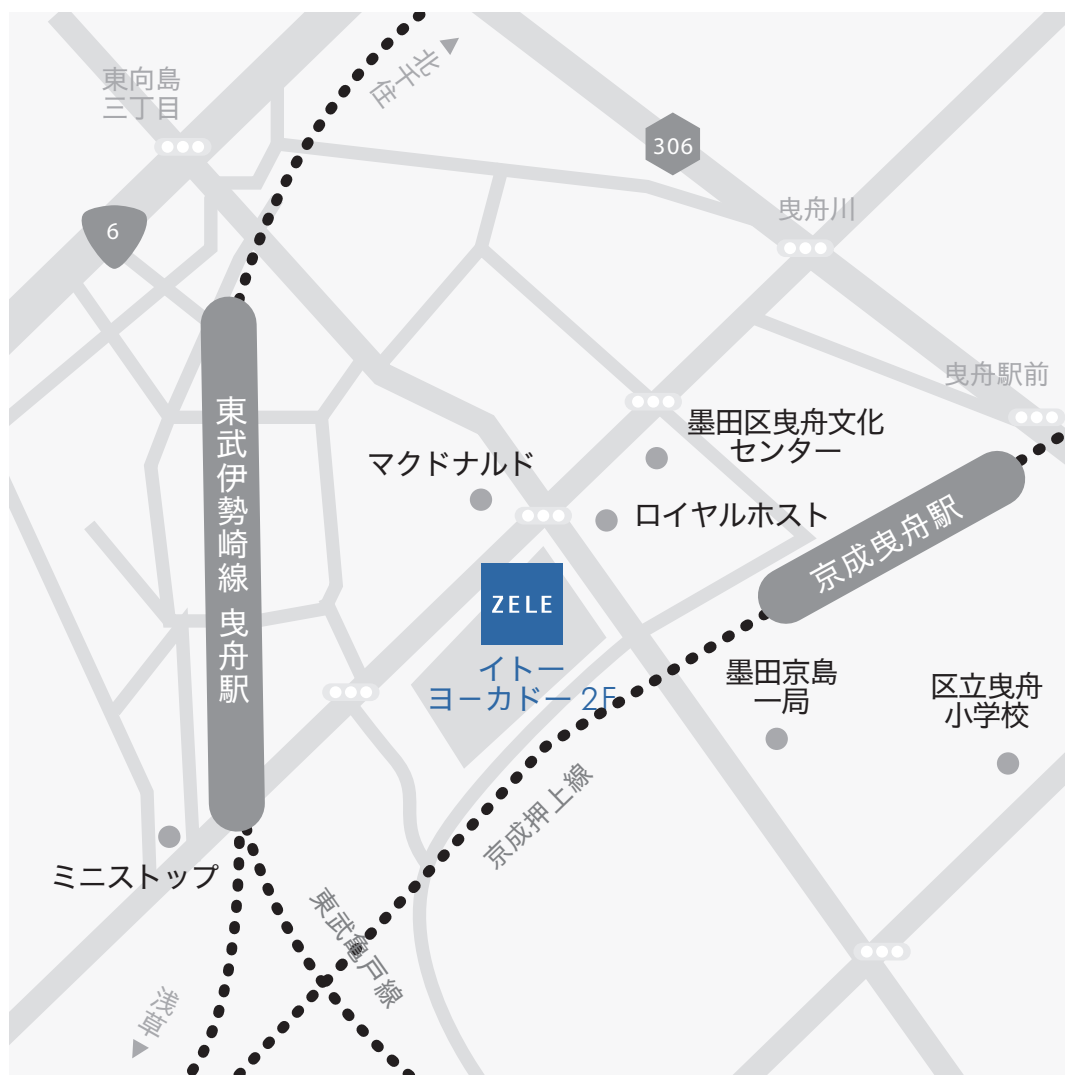 北千住
東向島
三丁目
306
曳舟川
6
曳舟駅前
東武伊勢崎線 曳舟駅
墨田区曳舟文化
センター
マクドナルド
ロイヤルホスト
京成曳舟駅
ZELE
イトー
ヨーカドー 2F
墨田京島
一局
区立曳舟
小学校
京成押上線
ミニストップ
東武亀戸線
浅草